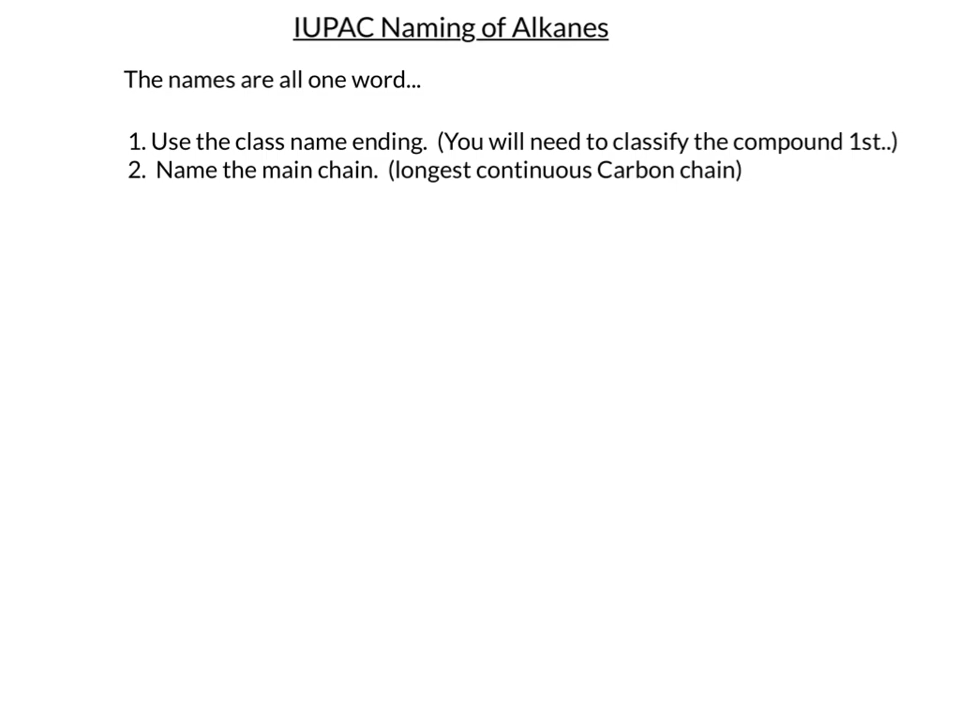 IUPAC Naming of Alkanes
The names are all one word...
1. Use the class name ending. (You will need to classify the compound 1st..)
2. Name the main chain. (longest continuous Carbon chain)